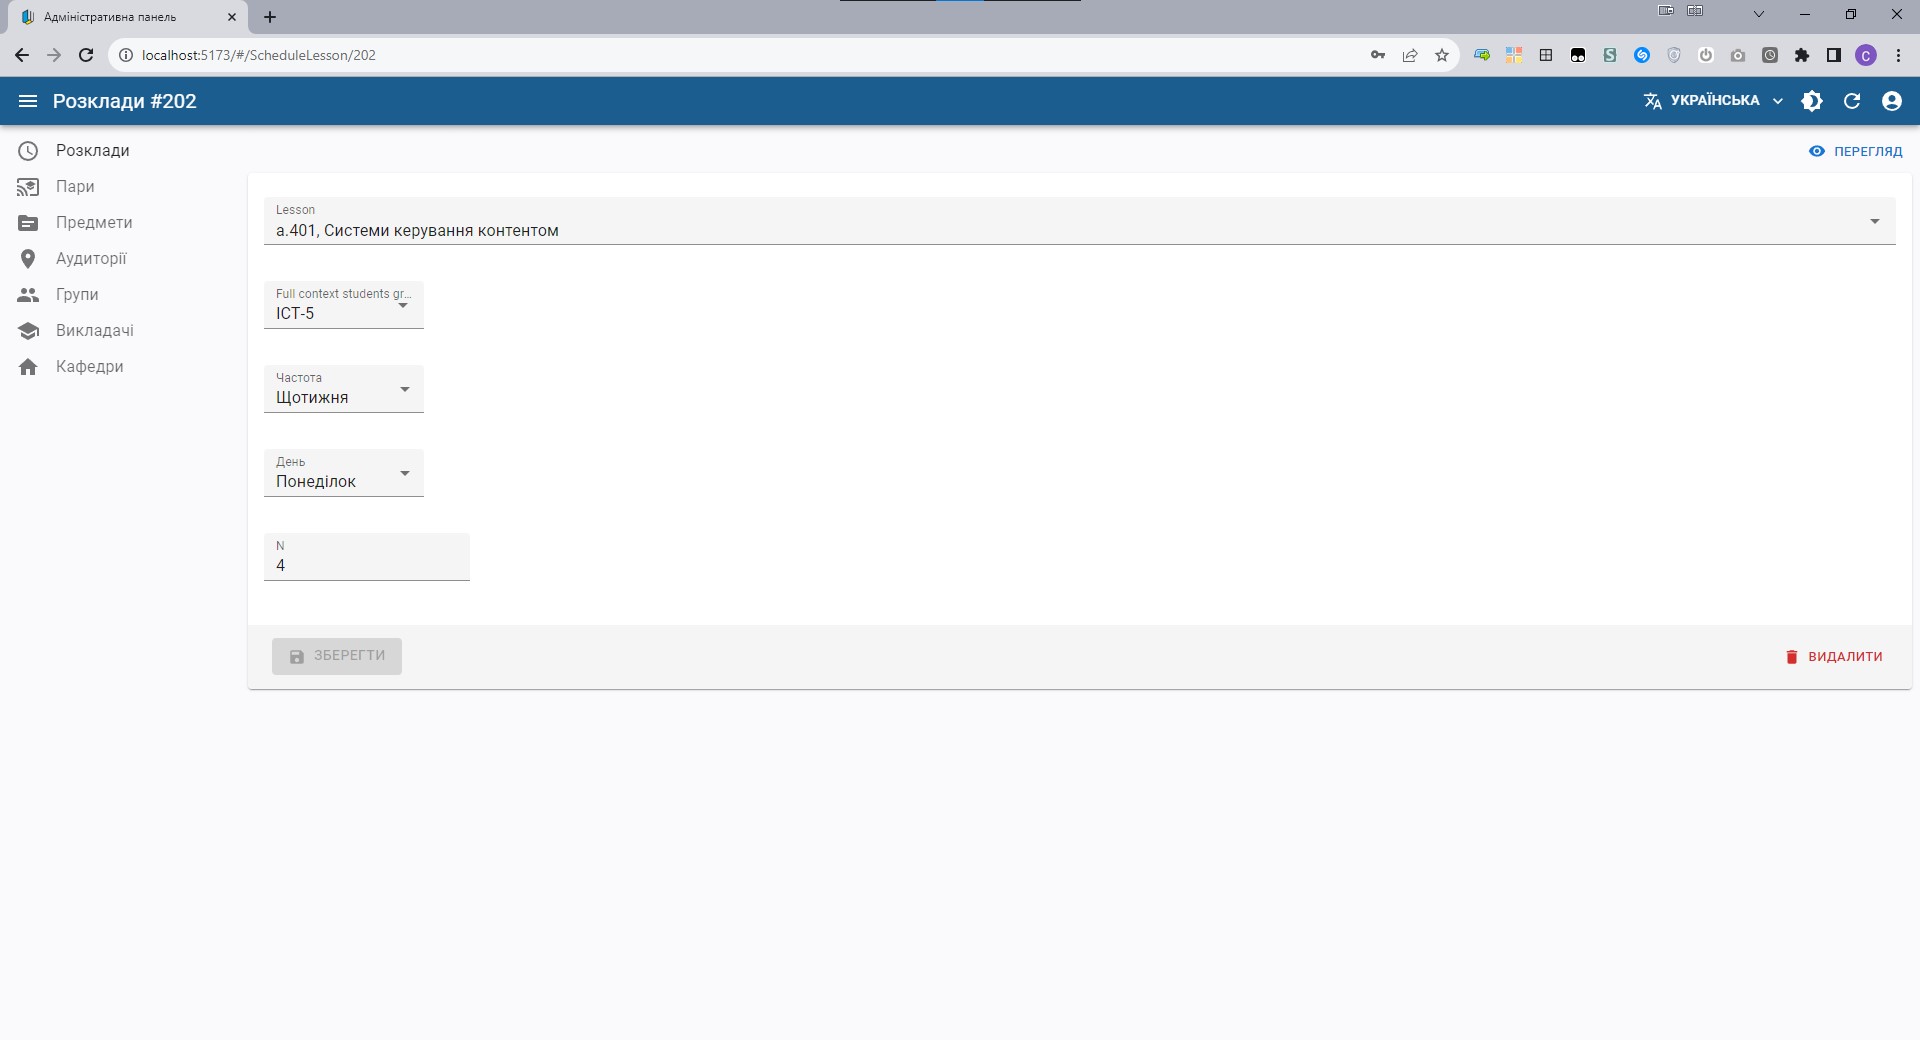 Адміністративна панель
localhost:5173/#/ScheduleLesson/202
C
Розклади #202
УКРАЇНСЬКА
Розклади
Пари
Предмети
Аудиторії
Групи
Викладачі
Кафедри
ПЕРЕГЛЯД
Lesson
а.401, Системи керування контентом
Full context students gr...
ІСТ-5
Частота
Щотижня
День
Понеділок
N
4
ЗБЕРЕГТИ
ВИДАЛИТИ